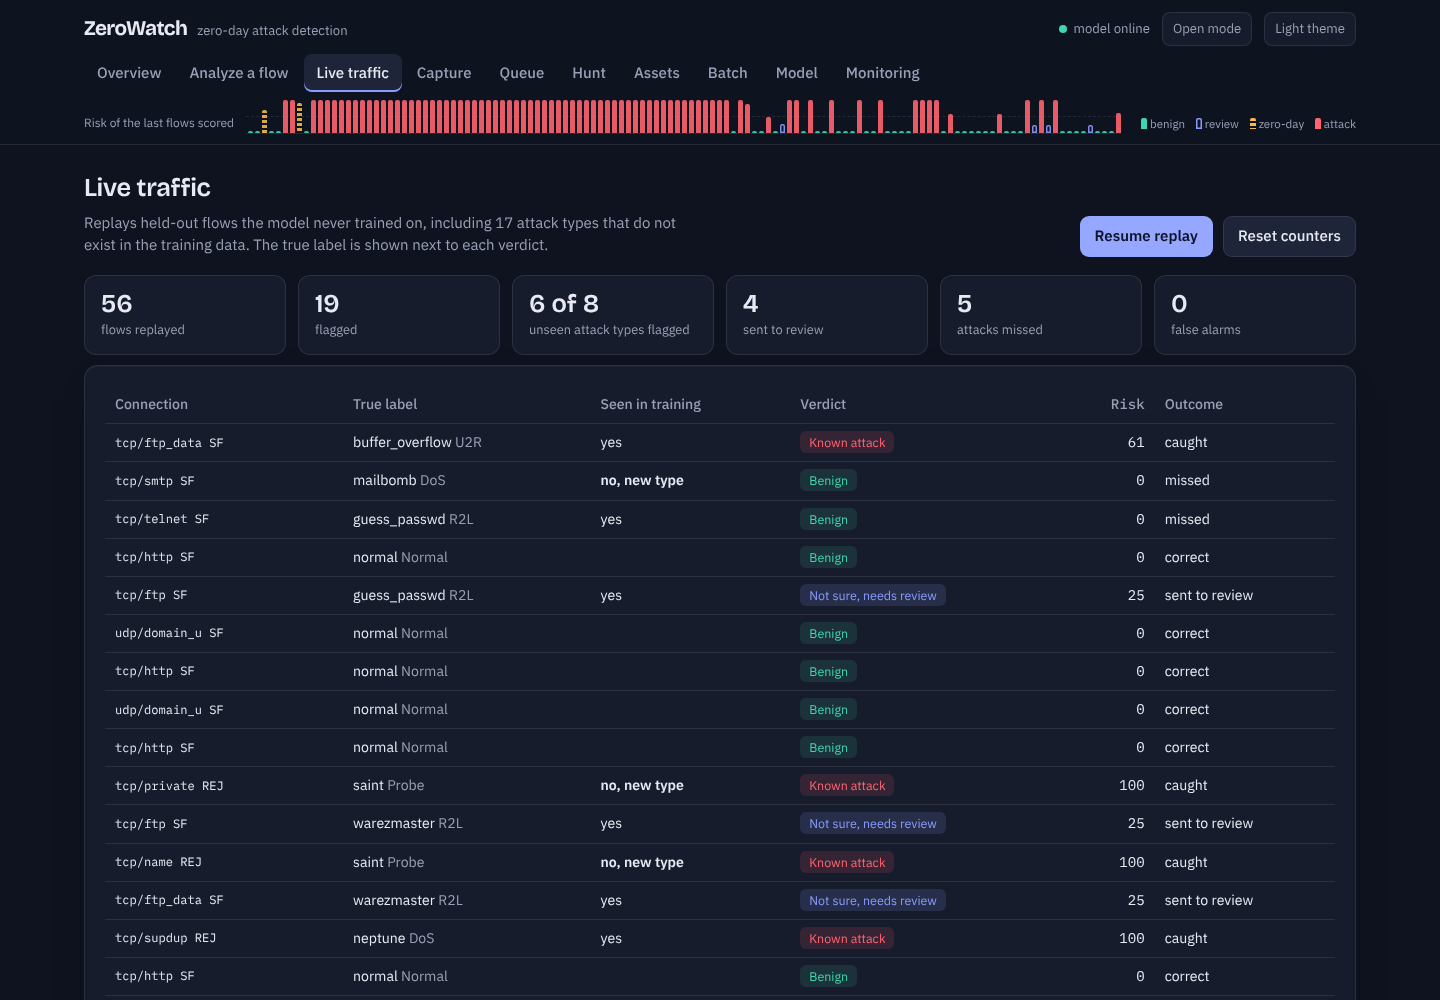 ZeroWatch zero-day attack detection
model online
Open mode
Light theme
Overview Analyze a flow Live traffic Capture Queue Hunt Assets Batch Model Monitoring
Risk of the last flows scored
benign review zero-day attack
Live traffic
Replays held-out flows the model never trained on, including 17 attack types that do not
exist in the training data. The true label is shown next to each verdict.
Resume replay
Reset counters
56 19 6 of 8 4 5 0
flows replayed flagged unseen attack types flagged sent to review attacks missed false alarms
Connection True label Seen in training Verdict Risk Outcome
tcp/ftp_data SF buffer_overflow U2R yes Known attack 61 caught
tcp/smtp SF mailbomb DoS no, new type Benign 0 missed
tcp/telnet SF guess_passwd R2L yes Benign 0 missed
tcp/http SF normal Normal Benign 0 correct
tcp/ftp SF guess_passwd R2L yes Not sure, needs review 25 sent to review
udp/domain_u SF normal Normal Benign 0 correct
tcp/http SF normal Normal Benign 0 correct
udp/domain_u SF normal Normal Benign 0 correct
tcp/http SF normal Normal Benign 0 correct
tcp/private REJ saint Probe no, new type Known attack 100 caught
tcp/ftp SF warezmaster R2L yes Not sure, needs review 25 sent to review
tcp/name REJ saint Probe no, new type Known attack 100 caught
tcp/ftp_data SF warezmaster R2L yes Not sure, needs review 25 sent to review
tcp/supdup REJ neptune DoS yes Known attack 100 caught
tcp/http SF normal Normal Benign 0 correct